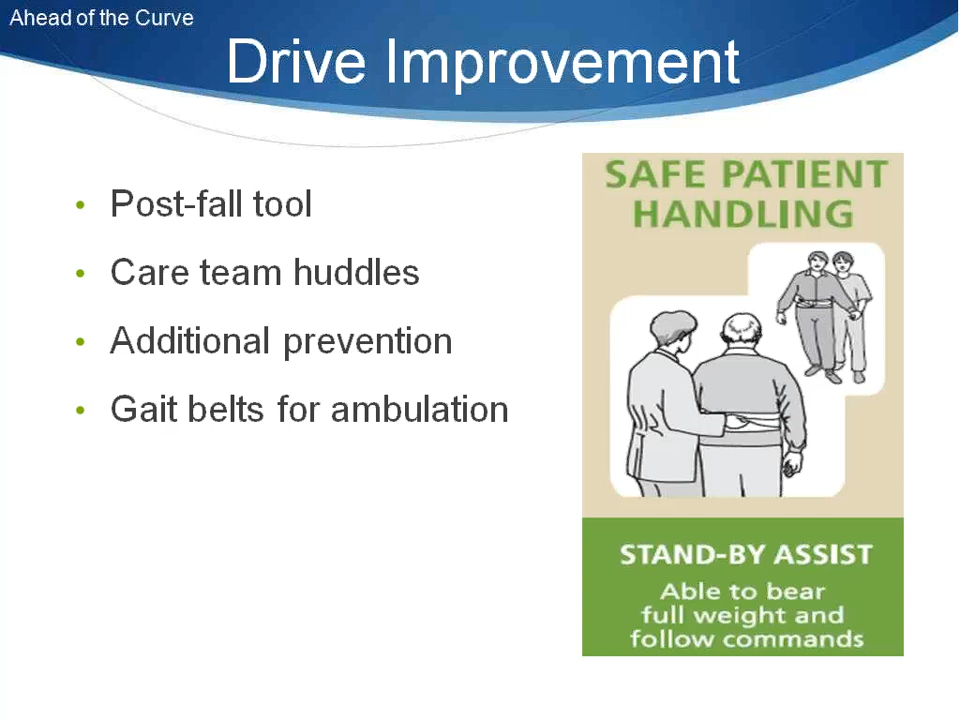 Ahead of the Curve
Drive Improvement
• Post-fall tool
• Care team huddles
• Additional prevention
• Gait belts for ambulation
SAFE PATIENT
HANDLING
STAND-BY ASSIST
Able to bear
full weight and
follow commands